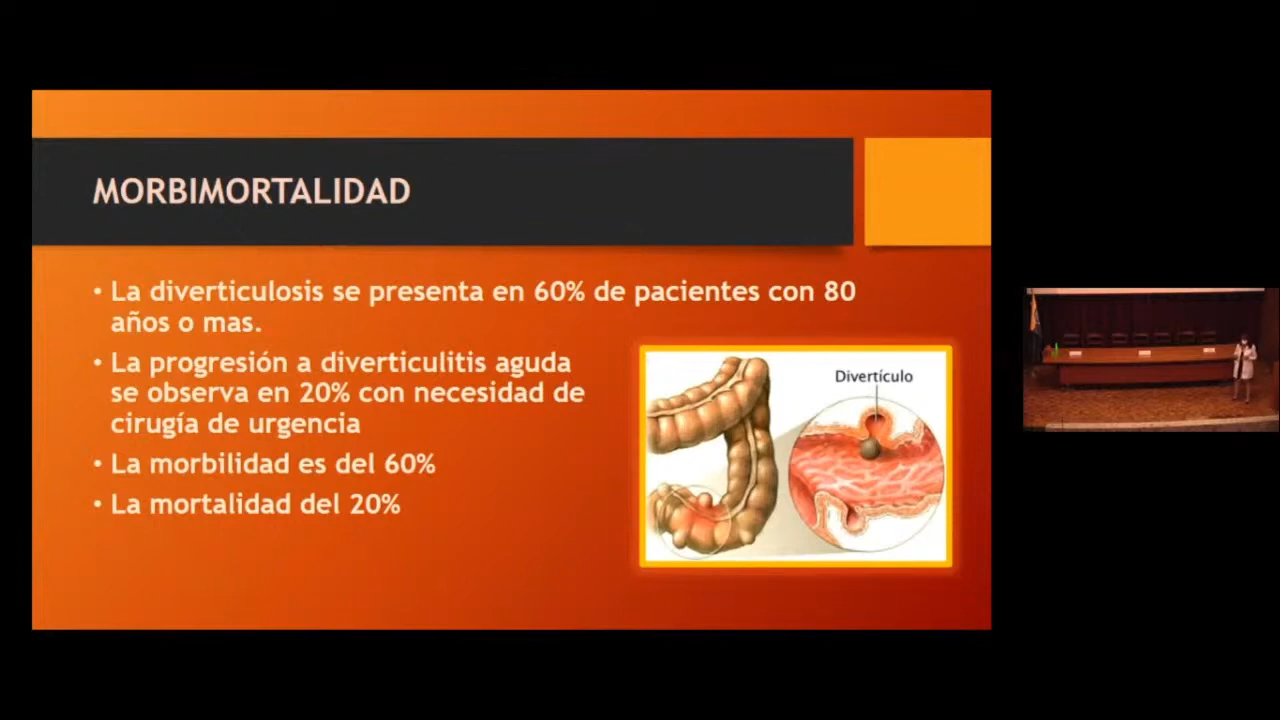 MORBIMORTALIDAD
• La diverticulosis se presenta en 60% de pacientes con 80
años o mas.
• La progresión a diverticulitis aguda
se observa en 20% con necesidad de
cirugía de urgencia
• La morbilidad es del 60%
• La mortalidad del 20%
Divertículo